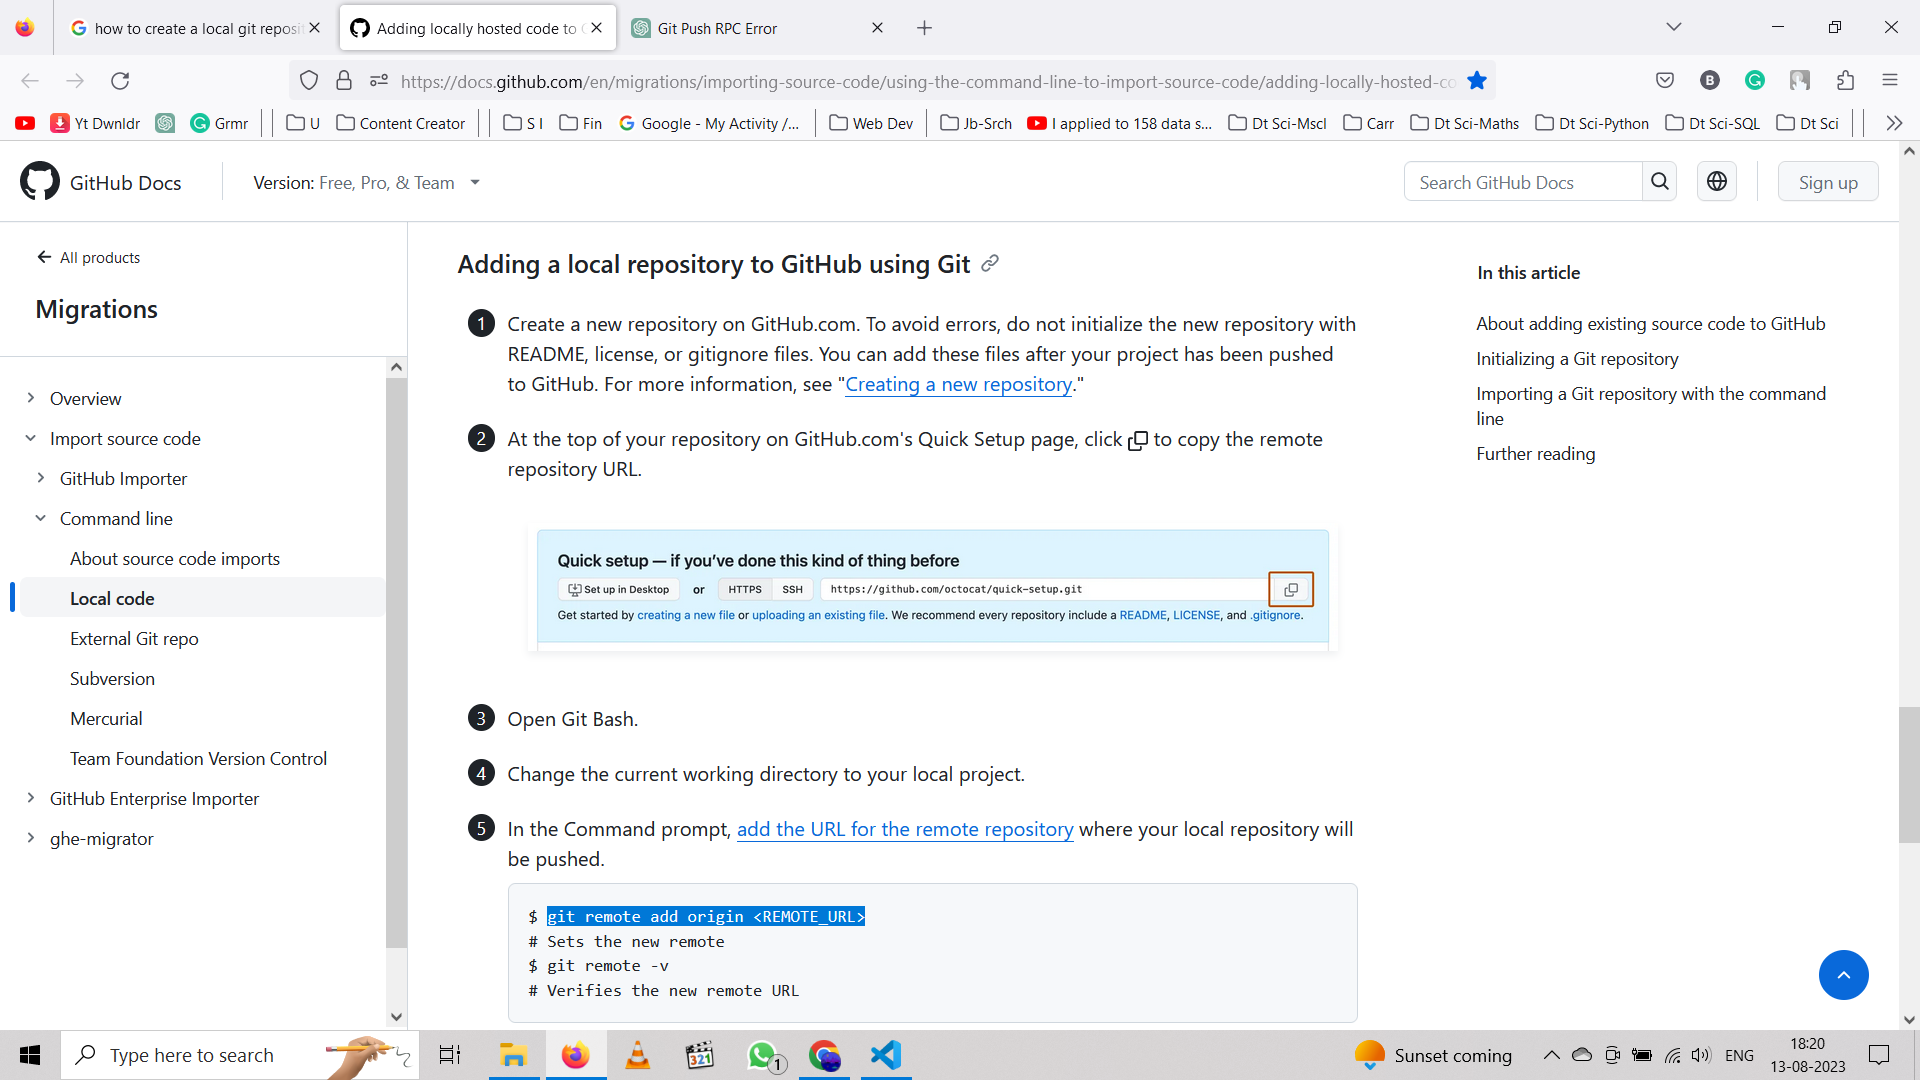 how to create a local git reposit
Adding locally hosted code to
Git Push RPC Error
https://docs.github.com/en/migrations/importing-source-code/using-the-command-line-to-import-source-code/adding-locally-hosted-co
B
Yt Dwnldr
Grmr
U
Content Creator
S I
Fin
Google - My Activity /...
Web Dev
Jb-Srch
I applied to 158 data s...
Dt Sci-Mscl
Carr
Dt Sci-Maths
Dt Sci-Python
Dt Sci-SQL
Dt Sci
GitHub Docs
Version: Free, Pro, & Team
Search GitHub Docs
Sign up
All products
Migrations
Overview
Import source code
GitHub Importer
Command line
About source code imports
Local code
External Git repo
Subversion
Mercurial
Team Foundation Version Control
GitHub Enterprise Importer
ghe-migrator
Adding a local repository to GitHub using Git
1 Create a new repository on GitHub.com. To avoid errors, do not initialize the new repository with
README, license, or gitignore files. You can add these files after your project has been pushed
to GitHub. For more information, see "Creating a new repository."
2 At the top of your repository on GitHub.com's Quick Setup page, click to copy the remote
repository URL.
Quick setup — if you've done this kind of thing before
Set up in Desktop or HTTPS SSH https://github.com/octocat/quick-setup.git
Get started by creating a new file or uploading an existing file. We recommend every repository include a README, LICENSE, and .gitignore.
3 Open Git Bash.
4 Change the current working directory to your local project.
5 In the Command prompt, add the URL for the remote repository where your local repository will
be pushed.
$ git remote add origin <REMOTE_URL>
# Sets the new remote
$ git remote -v
# Verifies the new remote URL
In this article
About adding existing source code to GitHub
Initializing a Git repository
Importing a Git repository with the command
line
Further reading
Type here to search
321
1
Sunset coming
ENG
18:20
13-08-2023